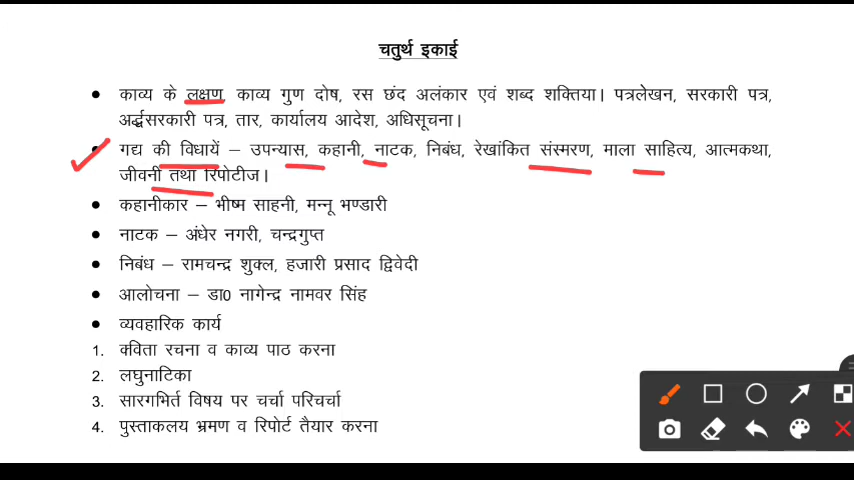 चतुर्थ इकाई
• काव्य के लक्षण, काव्य गुण दोष, रस छंद अलंकार एवं शब्द शक्तिया। पत्रलेखन, सरकारी पत्र,
अर्द्धसरकारी पत्र, तार, कार्यालय आदेश, अधिसूचना।
• गद्य की विधायें – उपन्यास, कहानी, नाटक, निबंध, रेखांकित संस्मरण, माला साहित्य, आत्मकथा,
जीवनी तथा रिपोटीज।
• कहानीकार – भीष्म साहनी, मन्नू भण्डारी
• नाटक – अंधेर नगरी, चन्द्रगुप्त
• निबंध – रामचन्द्र शुक्ल, हजारी प्रसाद द्विवेदी
• आलोचना – डा0 नागेन्द्र नामवर सिंह
• व्यवहारिक कार्य
1. कविता रचना व काव्य पाठ करना
2. लघुनाटिका
3. सारगभिर्त विषय पर चर्चा परिचर्चा
4. पुस्ताकलय भ्रमण व रिपोर्ट तैयार करना